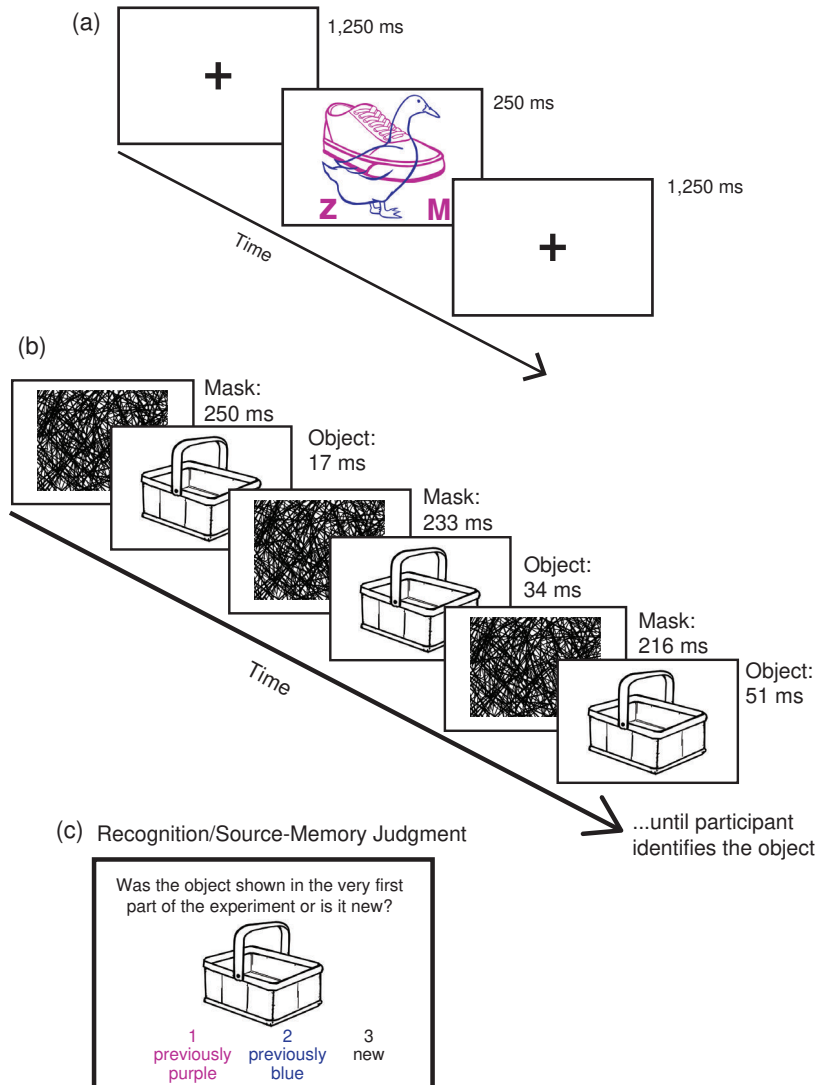 (a)
1,250 ms
+
250 ms
Z M
1,250 ms
+
Time
(b)
Mask:
250 ms
Object:
17 ms
Mask:
233 ms
Object:
34 ms
Mask:
216 ms
Object:
51 ms
Time
...until participant
identifies the object
(c) Recognition/Source-Memory Judgment
Was the object shown in the very first
part of the experiment or is it new?
1 2 3
previously previously new
purple blue